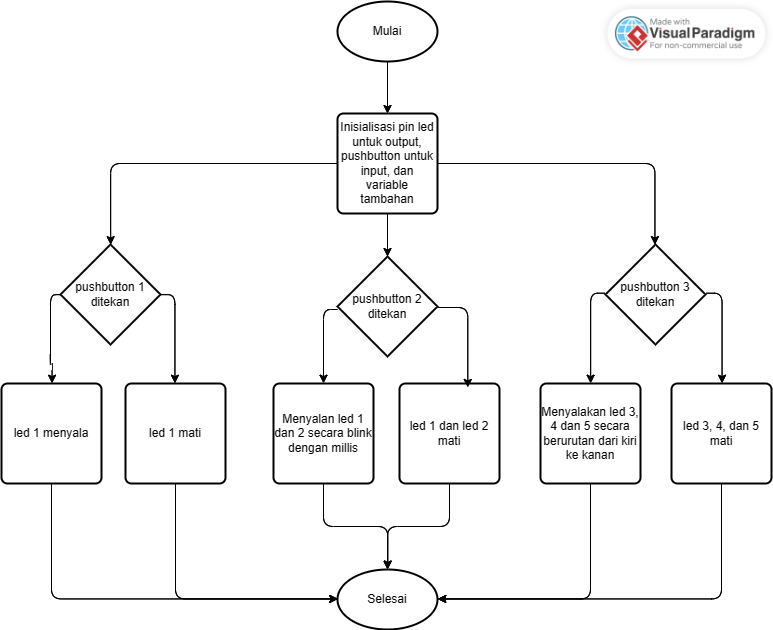 Mulai
Made with
VisualParadigm
For non-commercial use
Inisialisasi pin led
untuk output,
pushbutton untuk
input, dan
variable
tambahan
pushbutton 1
ditekan
pushbutton 2
ditekan
pushbutton 3
ditekan
led 1 menyala
led 1 mati
Menyalan led 1
dan 2 secara blink
dengan millis
led 1 dan led 2
mati
Menyalakan led 3,
4 dan 5 secara
berurutan dari kiri
ke kanan
led 3, 4, dan 5
mati
Selesai